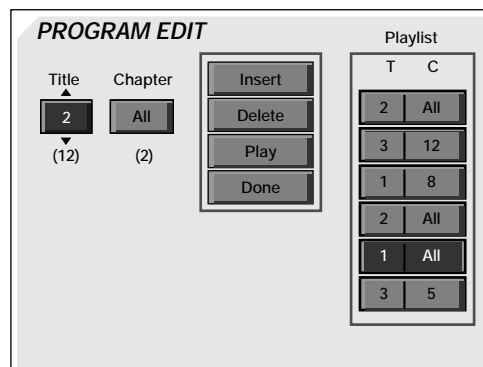 PROGRAM EDIT
Title Chapter
2 All
(12) (2)
Insert
Delete
Play
Done
Playlist
T C
2 All
3 12
1 8
2 All
1 All
3 5